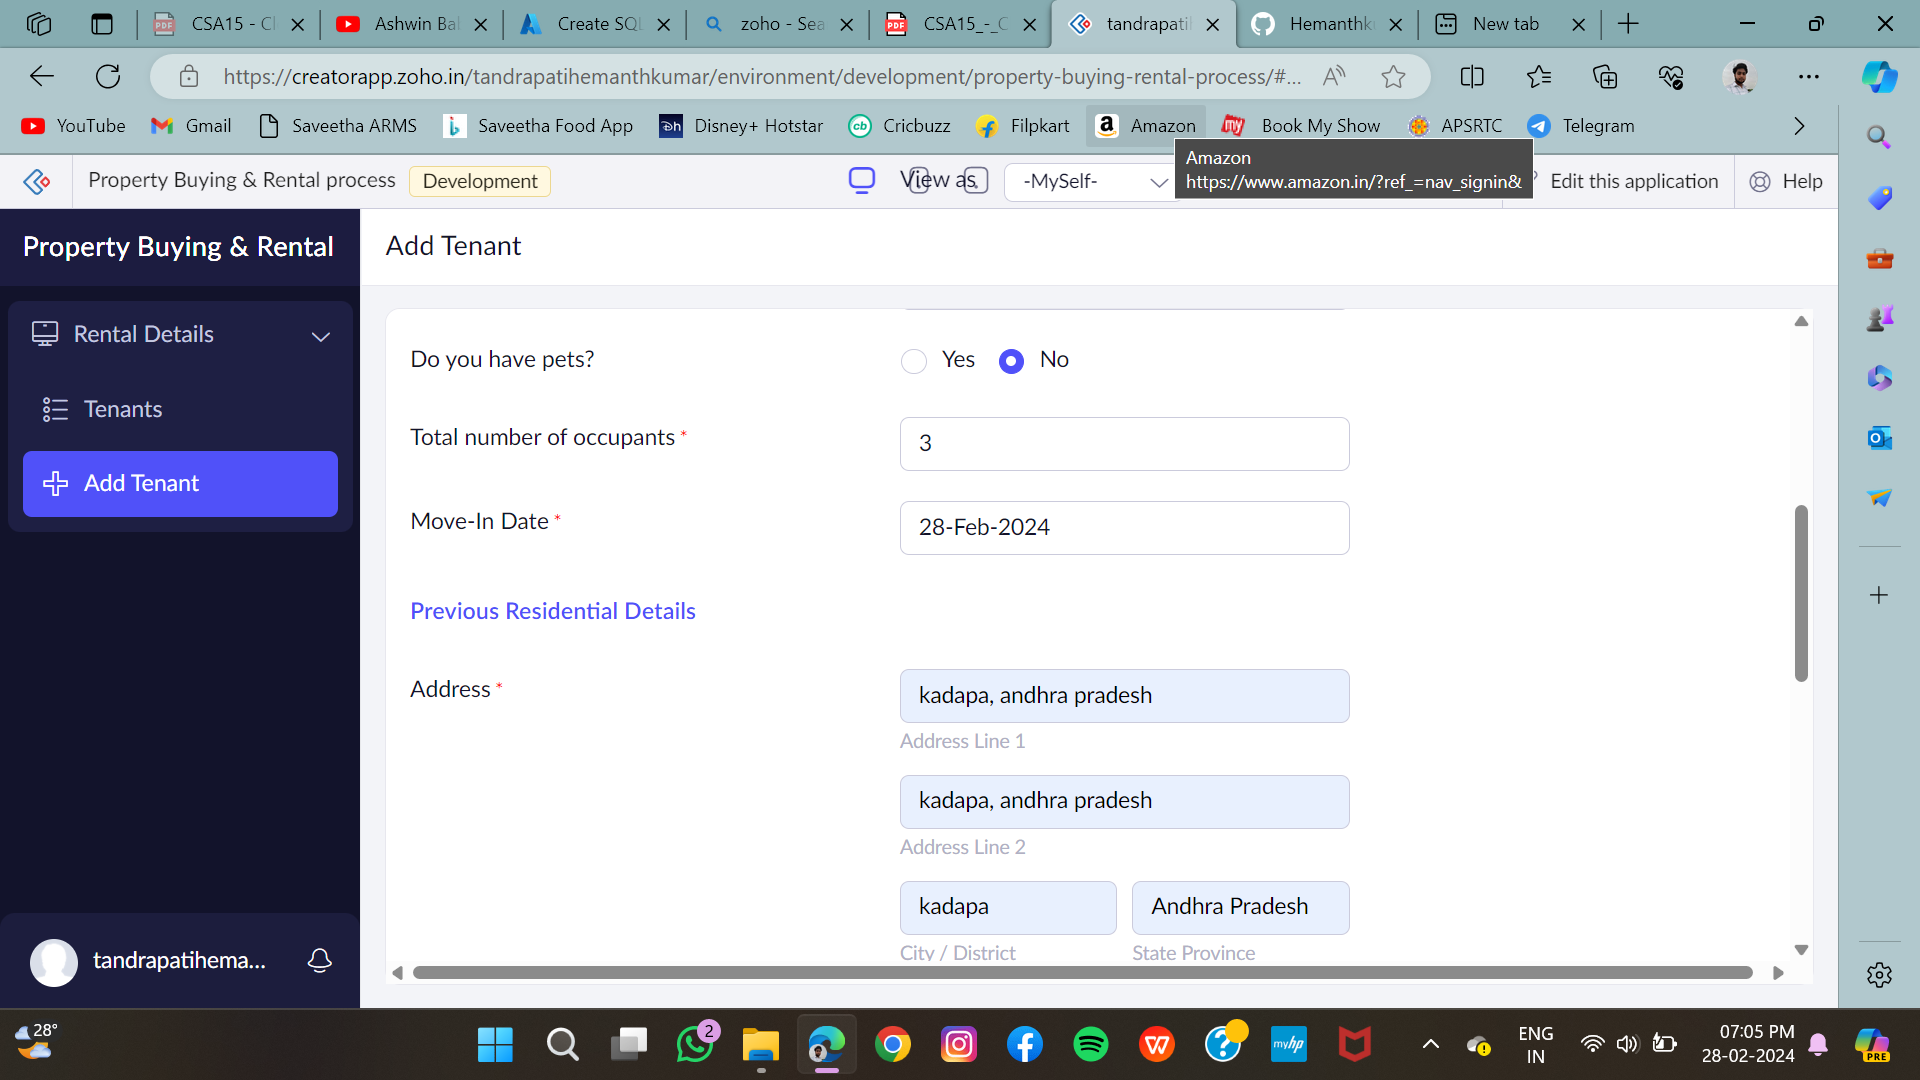 CSA15 - Cl
Ashwin Bal
Create SQL
zoho - Sea
CSA15_-_C
tandrapatil
Hemanthk
New tab
https://creatorapp.zoho.in/tandrapatihemanthkumar/environment/development/property-buying-rental-process/#...
YouTube
Gmail
Saveetha ARMS
Saveetha Food App
Disney+ Hotstar
Cricbuzz
Filpkart
Amazon
Book My Show
APSRTC
Telegram
Amazon
https://www.amazon.in/?ref_=nav_signin&
Property Buying & Rental process
Development
View as
-MySelf-
Edit this application
Help
Property Buying & Rental
Add Tenant
Rental Details
Tenants
Add Tenant
Do you have pets?
Yes
No
Total number of occupants *
3
Move-In Date *
28-Feb-2024
Previous Residential Details
Address *
kadapa, andhra pradesh
Address Line 1
kadapa, andhra pradesh
Address Line 2
kadapa
Andhra Pradesh
City / District
State Province
tandrapatihema...
28°
2
ENG
IN
07:05 PM
28-02-2024